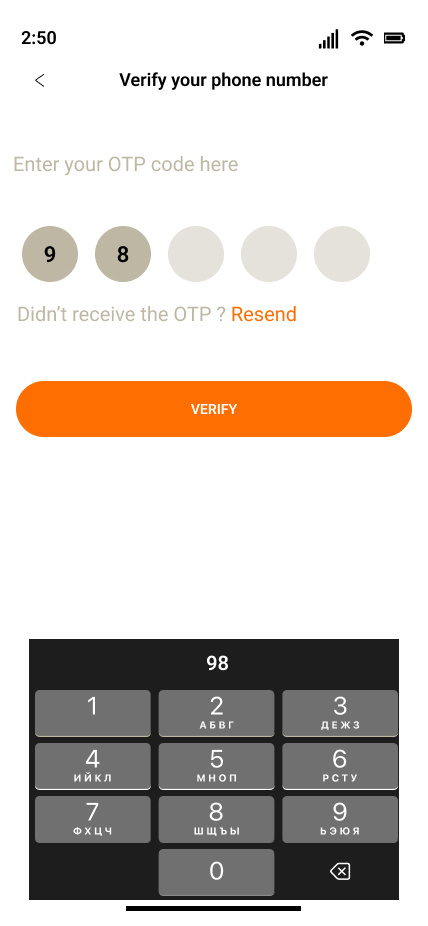 2:50
Verify your phone number
Enter your OTP code here
9 8
Didn’t receive the OTP ? Resend
VERIFY
98
1 2 3
АБВГ ДЕЖЗ
4 5 6
ИЙКЛ МНОП РСТУ
7 8 9
ФХЦЧ ШЩЪЫ ЬЭЮЯ
0